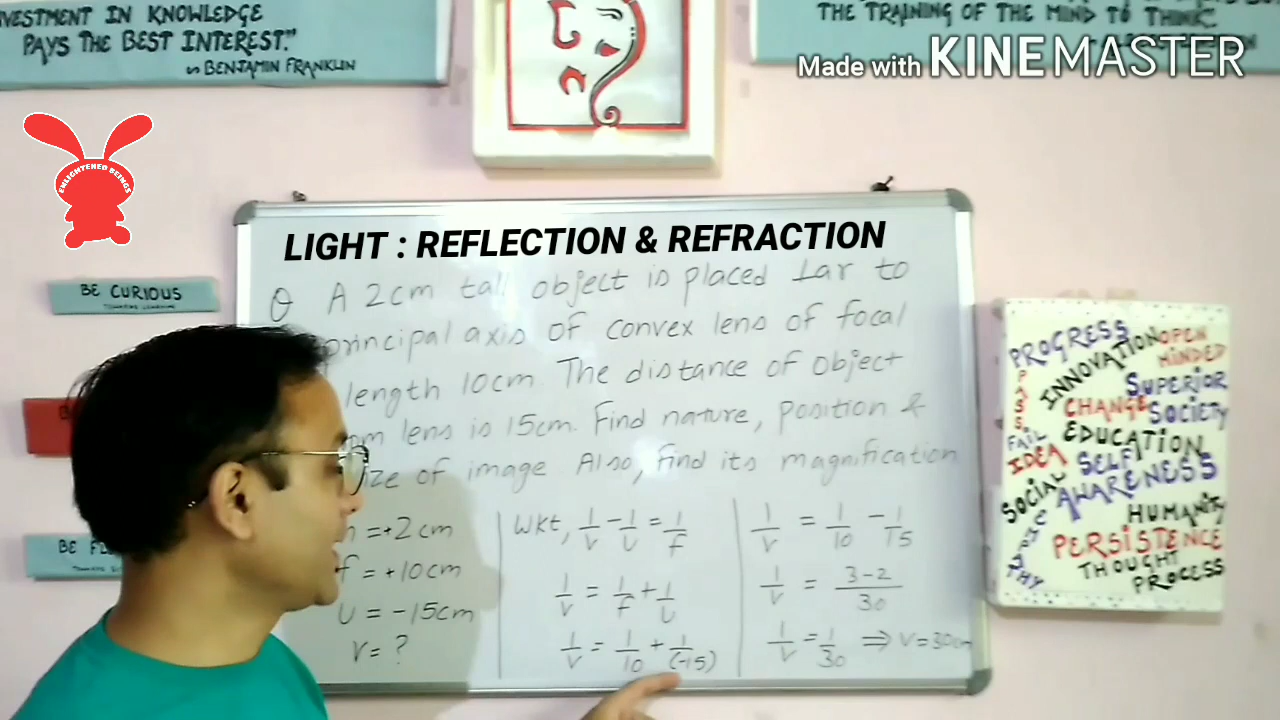 VESTMENT IN KNOWLEDGE
PAYS THE BEST INTEREST."
BENJAMIN FRANKLIN
THE TRAINING OF THE MIND TO THINK
Made with KINEMASTER
ENLIGHTENED BEINGS
BE CURIOUS
LIGHT : REFLECTION & REFRACTION
Q A 2cm tall object is placed ⊥ar to
principal axis of convex lens of focal
length 10cm. The distance of object
lens is 15cm. Find nature, position &
ize of image Also, find its magnification
h = +2cm
f = +10cm
U = -15cm
v = ?
WKt, 1/v - 1/u = 1/f
1/v = 1/f + 1/u
1/v = 1/10 + 1/(-15)
1/v = 1/10 - 1/15
1/v = 3-2/30
1/v = 1/30 ⇒ v = 30cm
PROGRESS
INNOVATION
OPEN
MINDED
PASS
FAIL
CHANGE
SUPERIOR
SOCIETY
EDUCATION
IDEA
SELF
SOCIAL
AWARENESS
HUMANITY
PERSISTENCE
THOUGHT
PROCESS